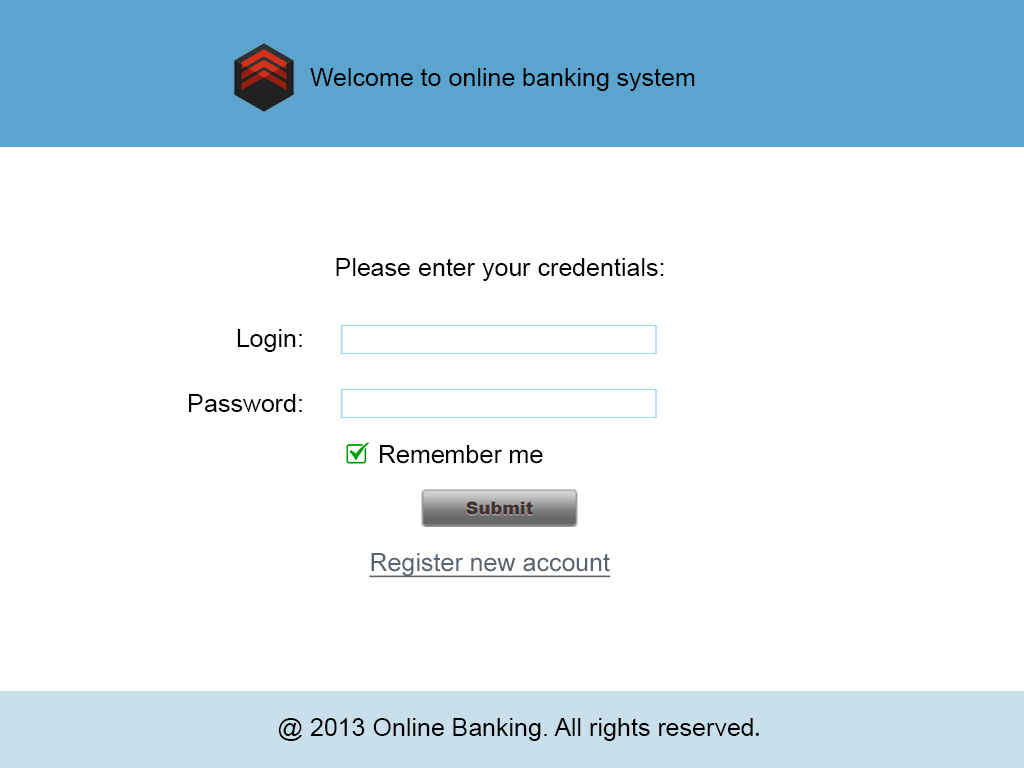 Welcome to online banking system
Please enter your credentials:
Login:
Password:
Remember me
Submit
Register new account
@ 2013 Online Banking. All rights reserved.